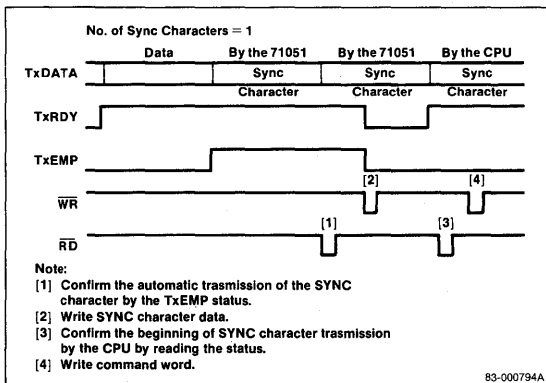 No. of Sync Characters = 1
Data By the 71051 By the 71051 By the CPU
TxDATA Sync Sync Sync
Character Character Character
TxRDY
TxEMP
[2] [4]
WR
[1] [3]
RD
Note:
[1] Confirm the automatic trasmission of the SYNC
character by the TxEMP status.
[2] Write SYNC character data.
[3] Confirm the beginning of SYNC character trasmission
by the CPU by reading the status.
[4] Write command word.
83-000794A